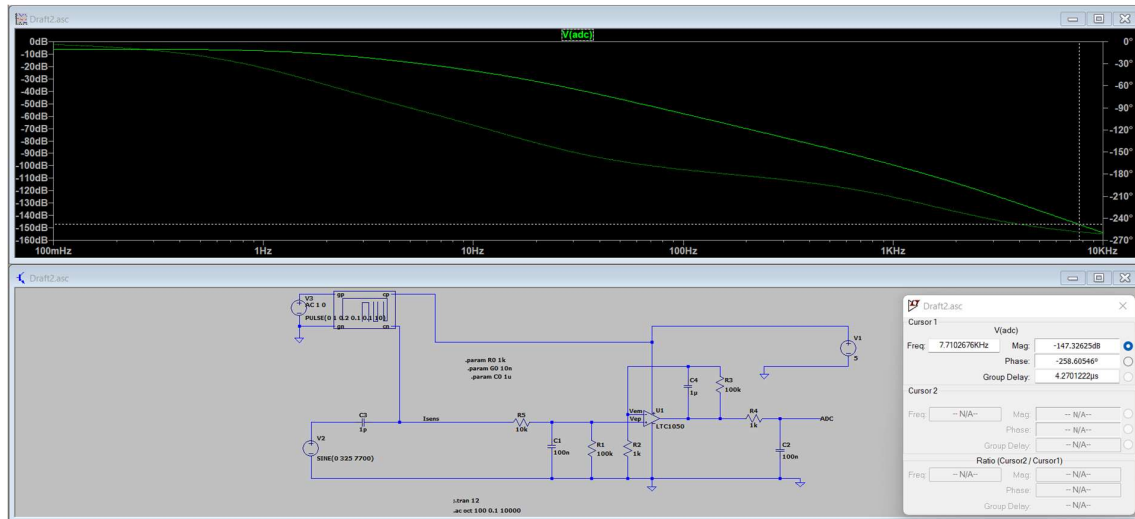 Draft2.asc
V(adc)
0dB
-10dB
-20dB
-30dB
-40dB
-50dB
-60dB
-70dB
-80dB
-90dB
-100dB
-110dB
-120dB
-130dB
-140dB
-150dB
-160dB
0°
-30°
-60°
-90°
-120°
-150°
-180°
-210°
-240°
-270°
100mHz 1Hz 10Hz 100Hz 1KHz 10KHz
Draft2.asc
V3
AC 1 0
PULSE(0 1 0.2 0.1 0.1 10)
gp cp
gn cn
.param R0 1k
.param G0 10n
.param C0 1u
V1
5
C4
1µ
R3
100k
C3
1p
Isens
R5
10k
Vem
Vep
U1
LTC1050
R4
1k
ADC
V2
SINE(0 325 7700)
C1
100n
R1
100k
R2
1k
C2
100n
;tran 12
.ac oct 100 0.1 10000
Draft2.asc
Cursor 1
V(adc)
Freq: 7.7102676KHz Mag: -147.32625dB
Phase: -258.60546°
Group Delay: 4.2701222µs
Cursor 2
Freq: -- N/A-- Mag: -- N/A--
Phase: -- N/A--
Group Delay: -- N/A--
Ratio (Cursor2 / Cursor1)
Freq: -- N/A-- Mag: -- N/A--
Phase: -- N/A--
Group Delay: -- N/A--